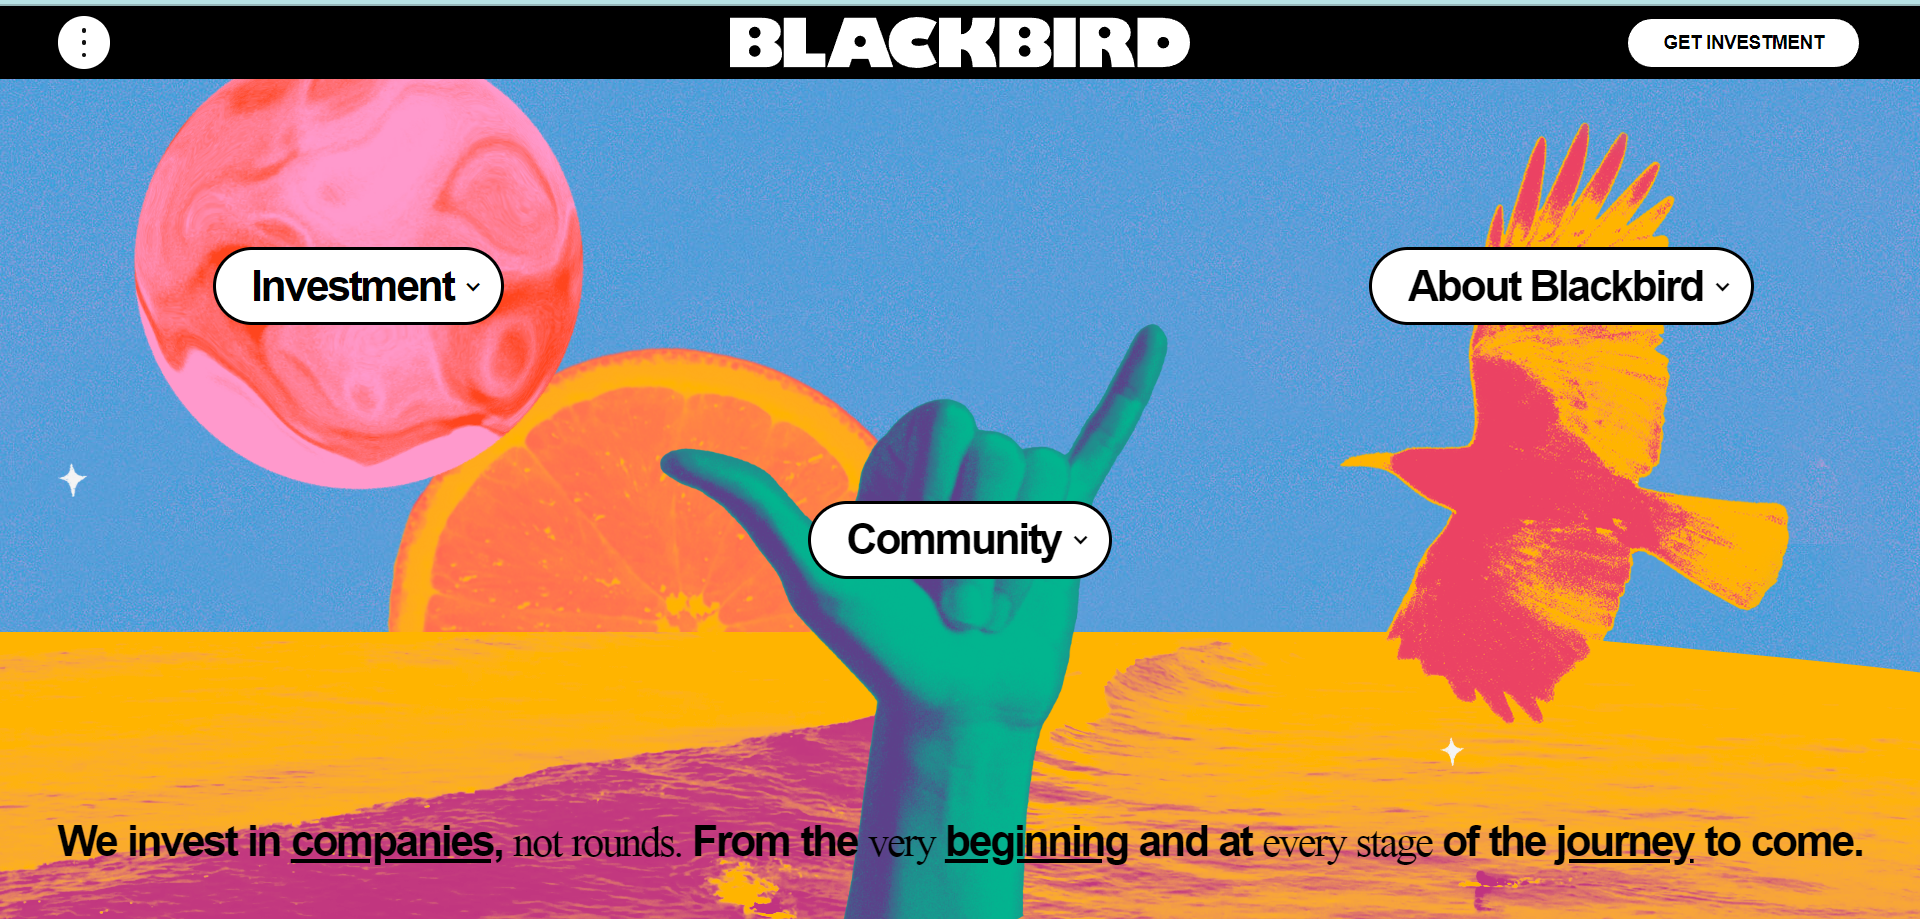 BLACKBIRD
GET INVESTMENT
Investment
About Blackbird
Community
We invest in companies, not rounds. From the very beginning and at every stage of the journey to come.